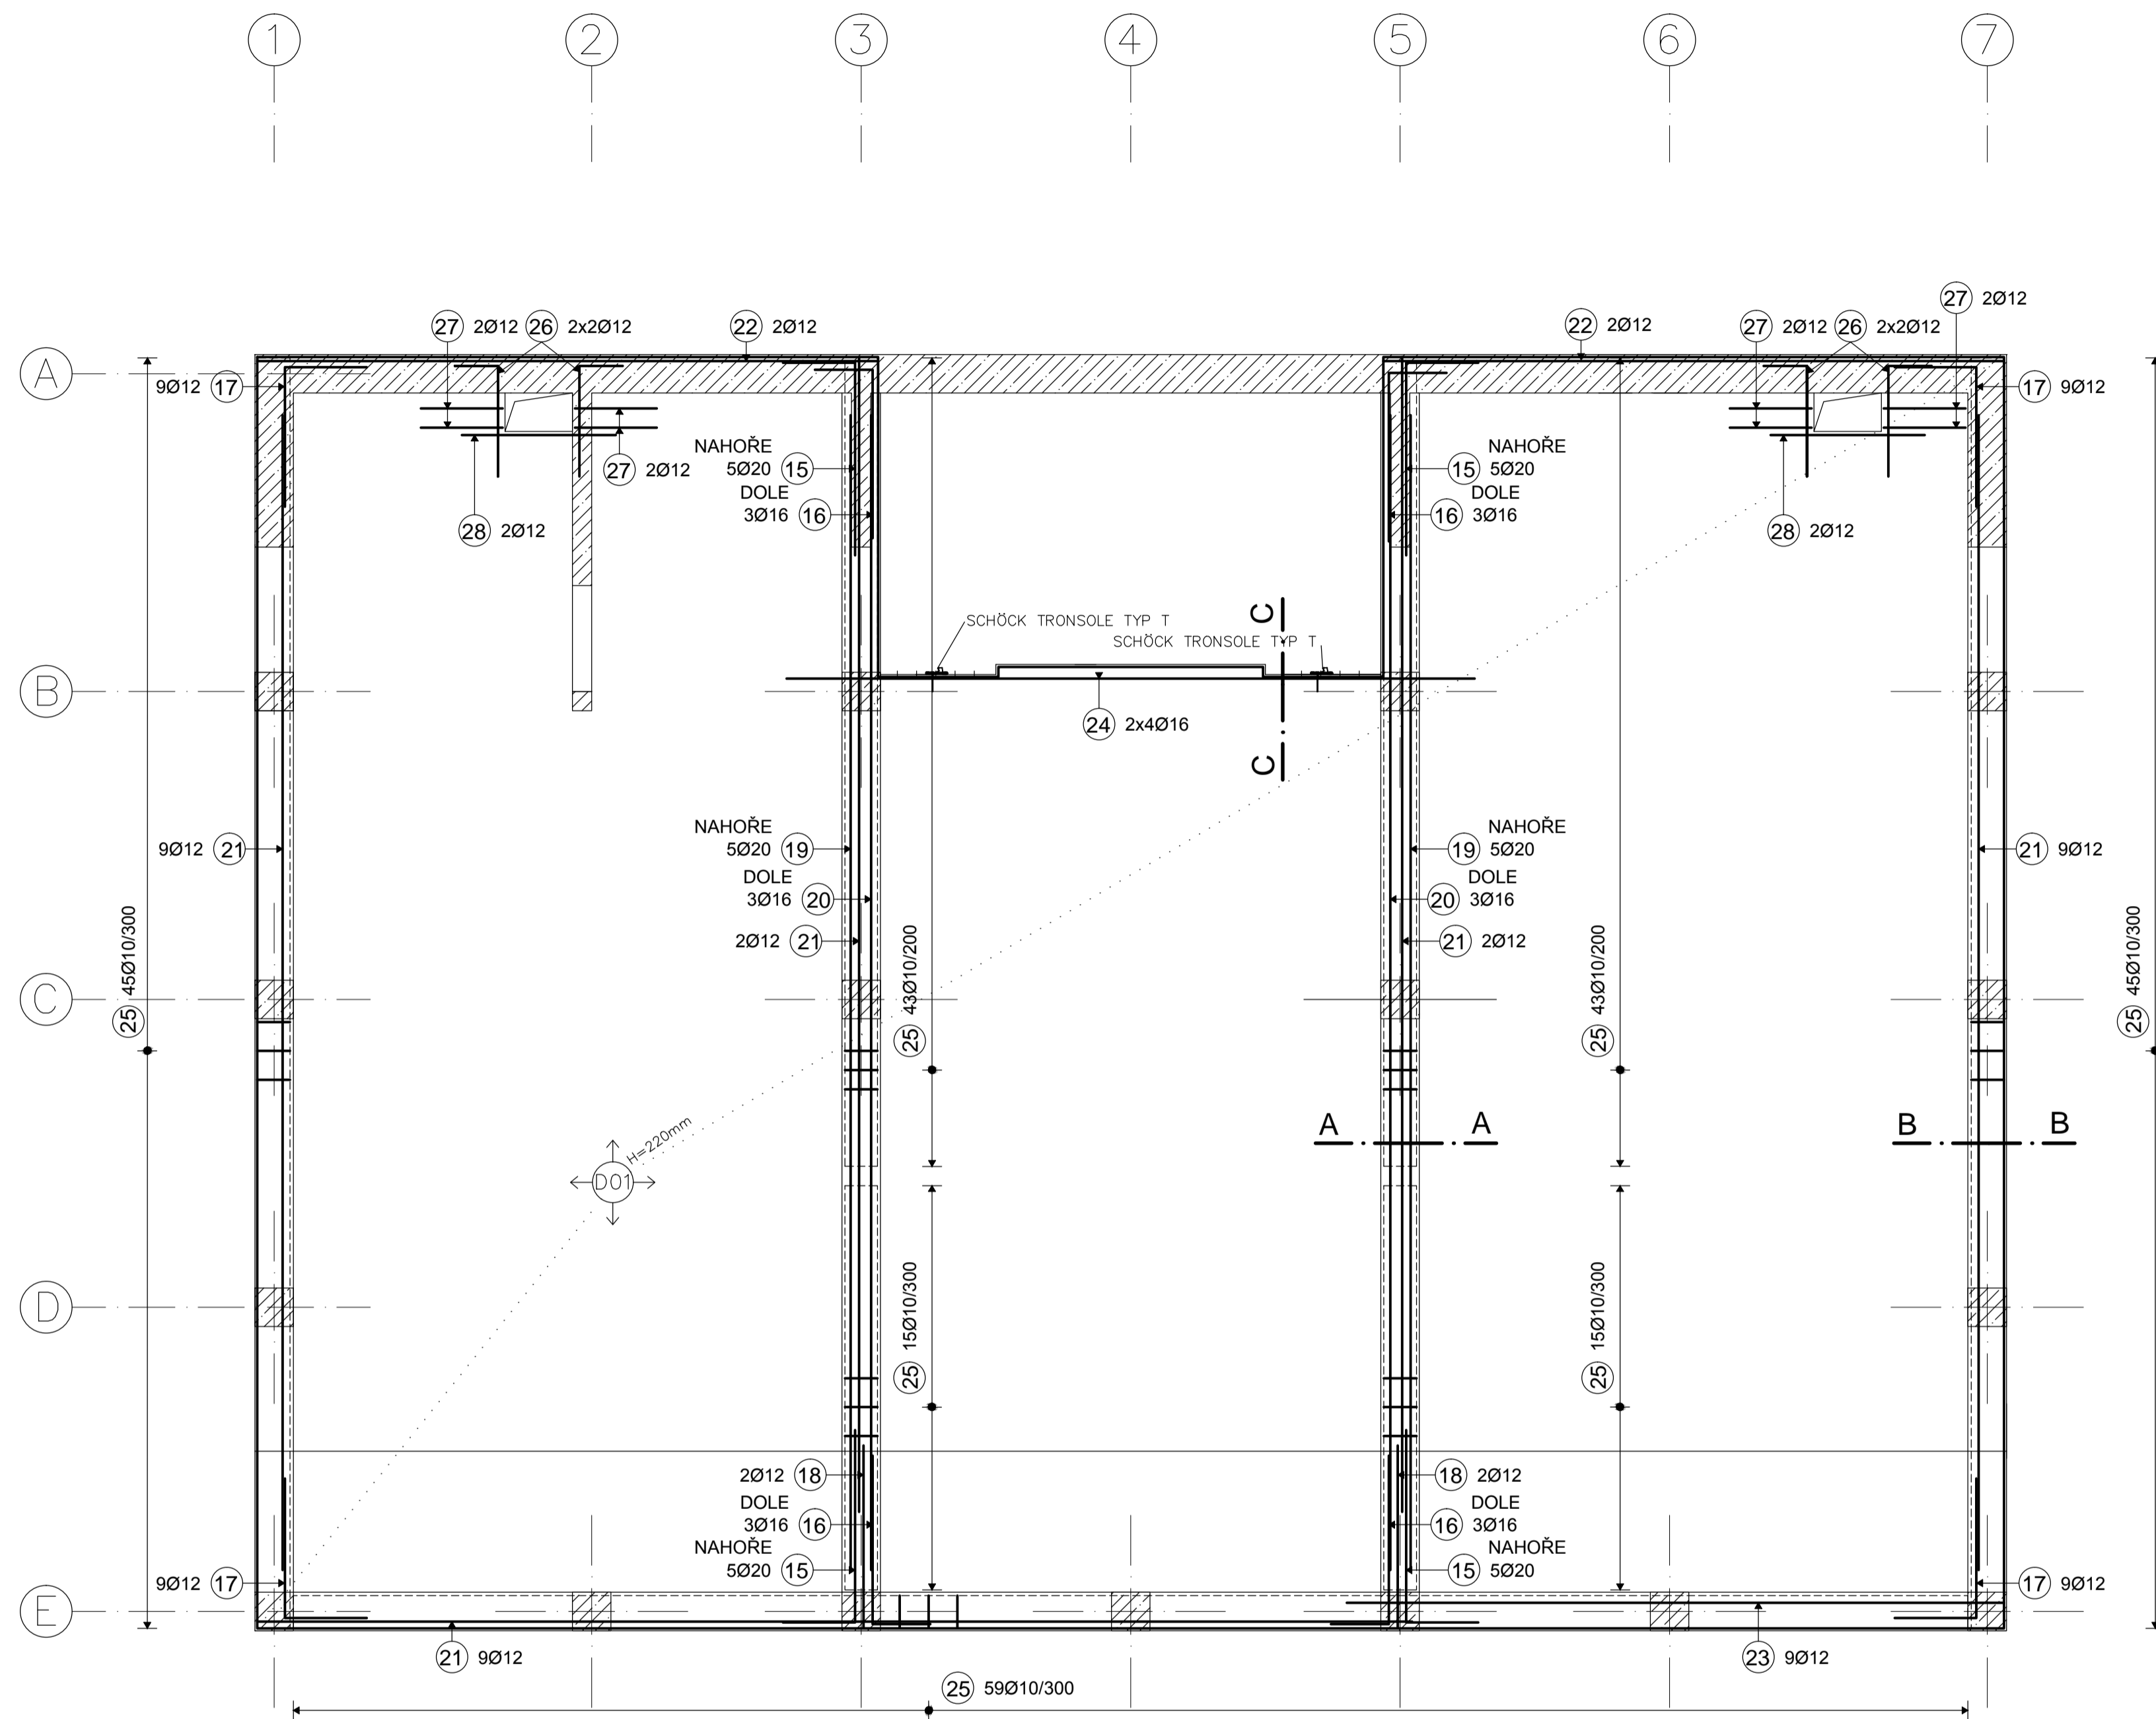 1 2 3 4 5 6 7
27 2Ø12
27 2Ø12 26 2x2Ø12 22 2Ø12 22 2Ø12 27 2Ø12 26 2x2Ø12
A
9Ø12 17 17 9Ø12
NAHOŘE NAHOŘE
27 2Ø12 5Ø20 15 15 5Ø20
DOLE DOLE
3Ø16 16 16 3Ø16
28 2Ø12 28 2Ø12
C
SCHÖCK TRONSOLE TYP T
SCHÖCK TRONSOLE TYP T
B
24 2x4Ø16
C
NAHOŘE NAHOŘE
9Ø12 21 5Ø20 19 19 5Ø20 21 9Ø12
DOLE DOLE
3Ø16 20 20 3Ø16
2Ø12 21 21 2Ø12
25 45Ø10/300 25 43Ø10/200 25 43Ø10/200 25 45Ø10/300
C
A A B B
H=220mm
D01
D
25 15Ø10/300 25 15Ø10/300
2Ø12 18 18 2Ø12
DOLE DOLE
3Ø16 16 16 3Ø16
NAHOŘE NAHOŘE
5Ø20 15 15 5Ø20
9Ø12 17 17 9Ø12
E
21 9Ø12 23 9Ø12
25 59Ø10/300